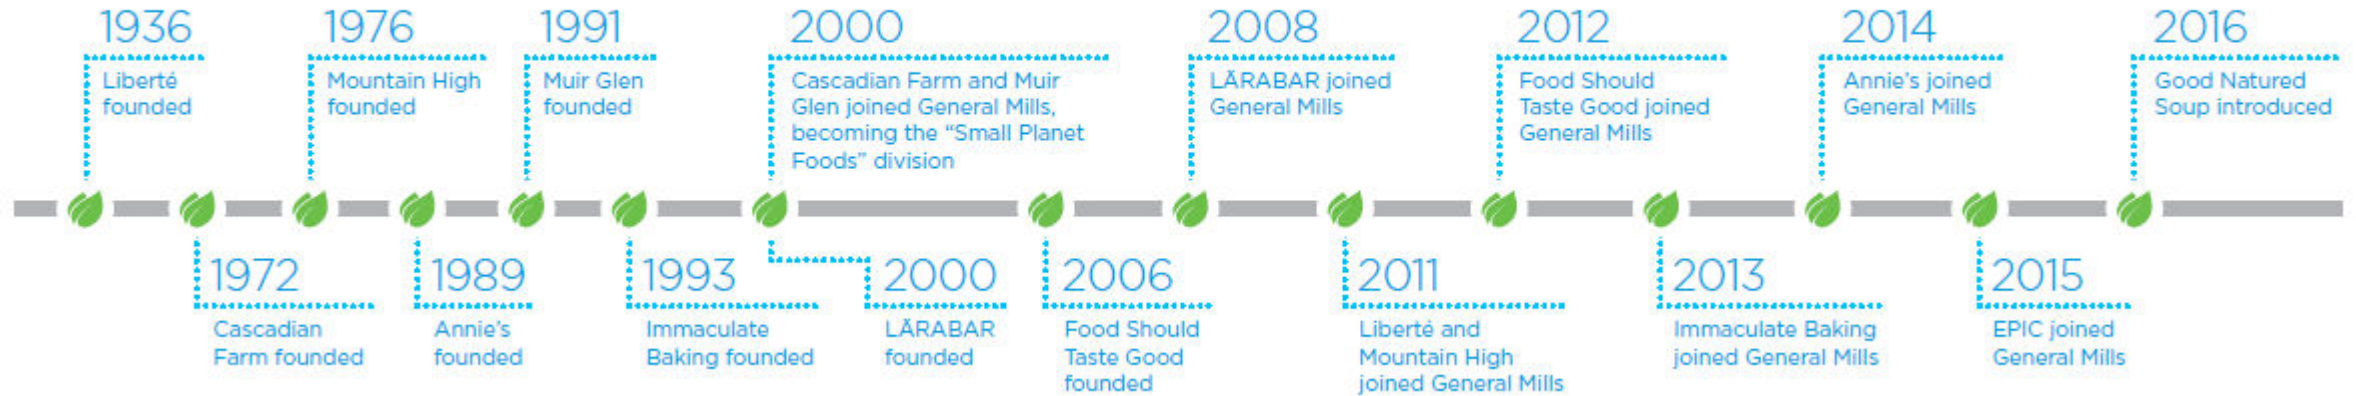 1936
Liberté
founded
1976
Mountain High
founded
1991
Muir Glen
founded
2000
Cascadian Farm and Muir
Glen joined General Mills,
becoming the “Small Planet
Foods” division
2008
LÄRABAR joined
General Mills
2012
Food Should
Taste Good joined
General Mills
2014
Annie’s joined
General Mills
2016
Good Natured
Soup introduced
1972
Cascadian
Farm founded
1989
Annie’s
founded
1993
Immaculate
Baking founded
2000
LÄRABAR
founded
2006
Food Should
Taste Good
founded
2011
Liberté and
Mountain High
joined General Mills
2013
Immaculate Baking
joined General Mills
2015
EPIC joined
General Mills